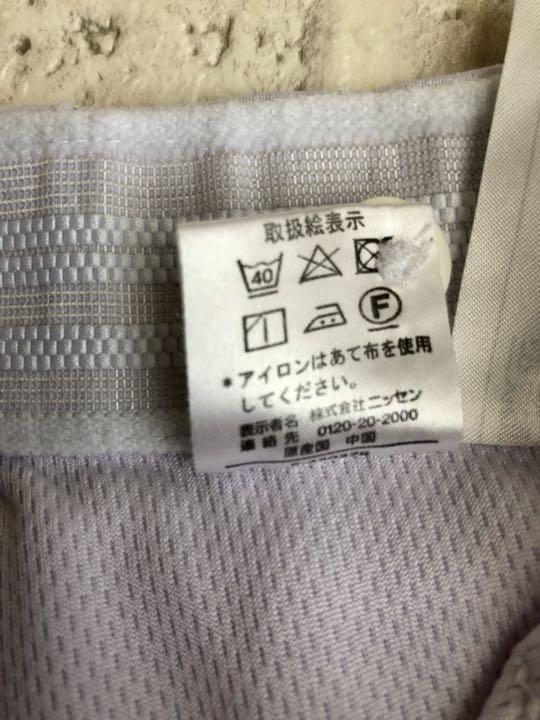 取扱絵表示
40
F
*アイロンはあて布を使用
してください。
表示者名 株式会社ニッセン
連絡先 0120-20-2000
原産国 中国